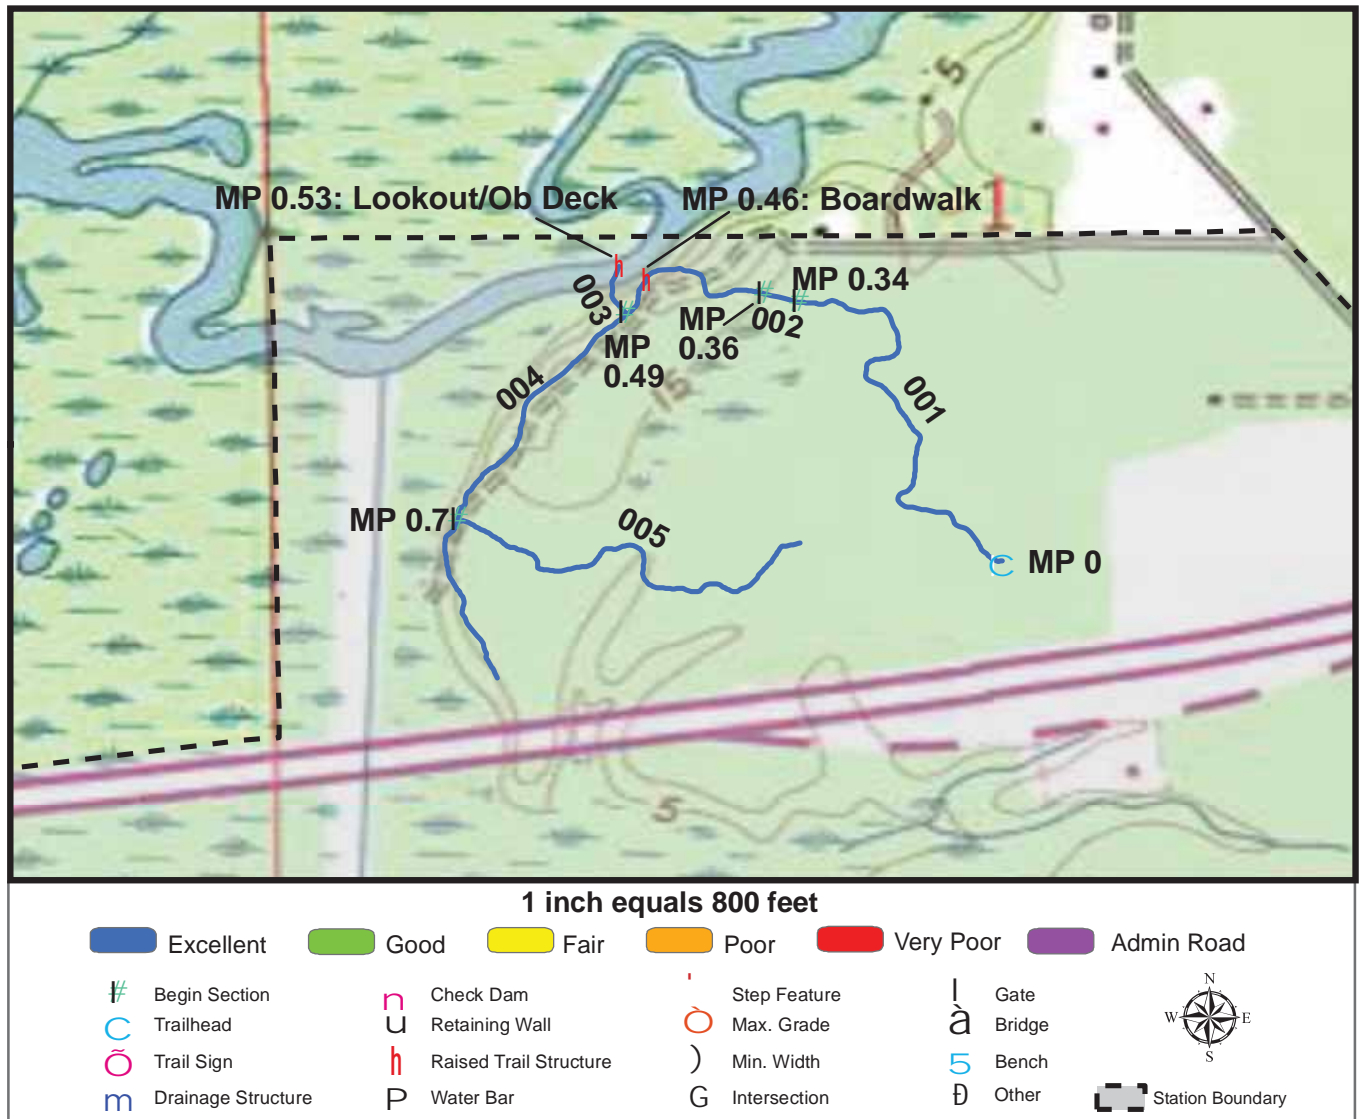 5
MP 0.53: Lookout/Ob Deck
MP 0.46: Boardwalk
h
h
003
MP 0.34
MP
0.36
002
MP
0.49
004
15
001
MP 0.7
005
C MP 0
5
1 inch equals 800 feet
Excellent
Good
Fair
Poor
Very Poor
Admin Road
Begin Section
n Check Dam
' Step Feature
I Gate
N
C Trailhead
u Retaining Wall
Ò Max. Grade
à Bridge
W E
Õ Trail Sign
h Raised Trail Structure
) Min. Width
5 Bench
S
m Drainage Structure
P Water Bar
G Intersection
Ð Other
Station Boundary